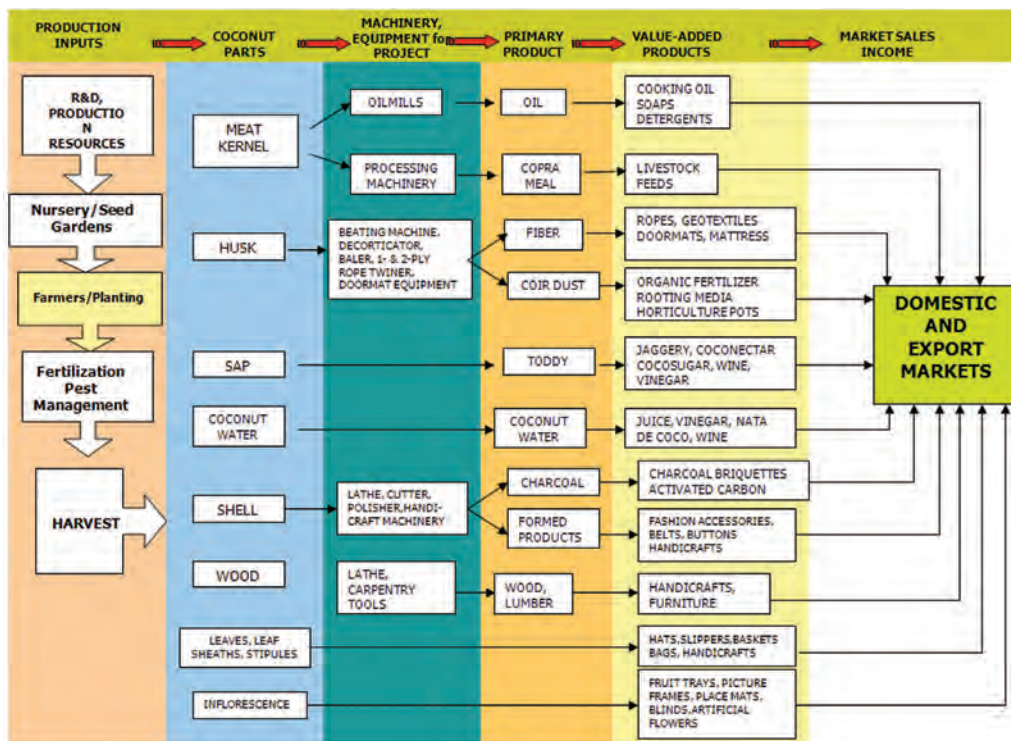 PRODUCTION
INPUTS
COCONUT
PARTS
MACHINERY,
EQUIPMENT for
PROJECT
PRIMARY
PRODUCT
VALUE-ADDED
PRODUCTS
MARKET SALES
INCOME
R&D,
PRODUCTIO
N
RESOURCES
Nursery/Seed
Gardens
Farmers/Planting
Fertilization
Pest
Management
HARVEST
MEAT
KERNEL
HUSK
SAP
COCONUT
WATER
SHELL
WOOD
LEAVES, LEAF
SHEATHS, STIPULES
INFLORESCENCE
OILMILLS
PROCESSING
MACHINERY
BEATING MACHINE,
DECORTICATOR,
BALER, 1- & 2-PLY
ROPE TWINER,
DOORMAT EQUIPMENT
LATHE, CUTTER,
POLISHER,HANDI-
CRAFT MACHINERY
LATHE,
CARPENTRY
TOOLS
OIL
COPRA
MEAL
FIBER
COIR DUST
TODDY
COCONUT
WATER
CHARCOAL
FORMED
PRODUCTS
WOOD,
LUMBER
COOKING OIL
SOAPS
DETERGENTS
LIVESTOCK
FEEDS
ROPES, GEOTEXTILES
DOORMATS, MATTRESS
ORGANIC FERTILIZER
ROOTING MEDIA
HORTICULTURE POTS
JAGGERY, COCONECTAR
COCOSUGAR, WINE,
VINEGAR
JUICE, VINEGAR, NATA
DE COCO, WINE
CHARCOAL BRIQUETTES
ACTIVATED CARBON
FASHION ACCESSORIES,
BELTS, BUTTONS
HANDICRAFTS
HANDICRAFTS,
FURNITURE
HATS,SLIPPERS,BASKETS
BAGS, HANDICRAFTS
FRUIT TRAYS, PICTURE
FRAMES, PLACE MATS,
BLINDS,ARTIFICIAL
FLOWERS
DOMESTIC
AND
EXPORT
MARKETS